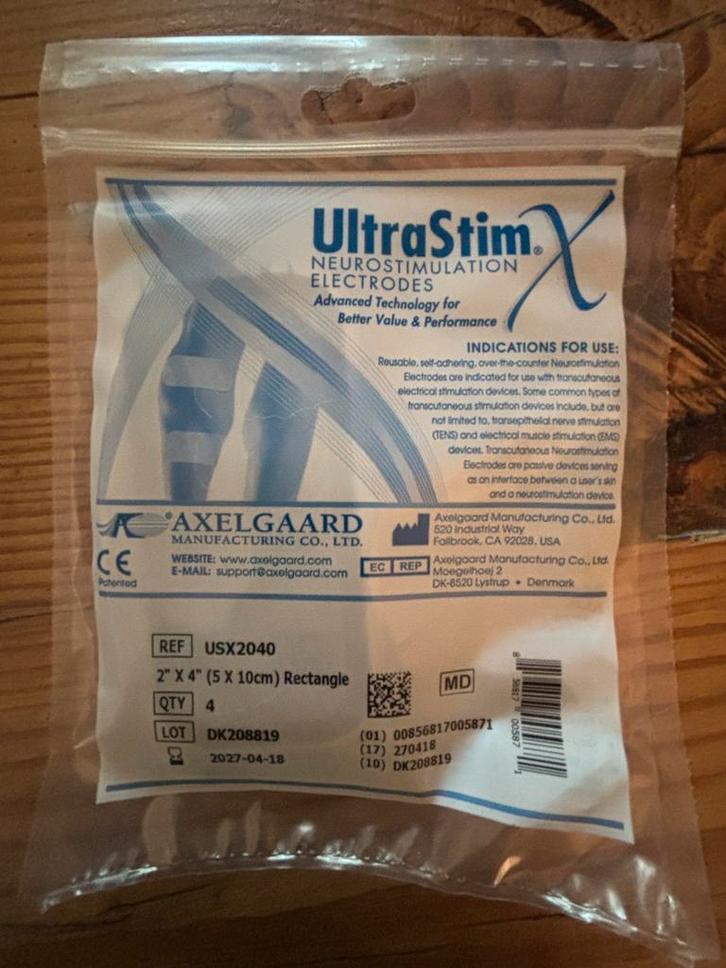 UltraStim® X
NEUROSTIMULATION
ELECTRODES
Advanced Technology for
Better Value & Performance
INDICATIONS FOR USE:
Reusable, self-adhering, over-the-counter Neurostimulation
Electrodes are indicated for use with transcutaneous
electrical stimulation devices. Some common types of
transcutaneous stimulation devices include, but are
not limited to, transepithelial nerve stimulation
(TENS) and electrical muscle stimulation (EMS)
devices. Transcutaneous Neurostimulation
Electrodes are passive devices serving
as an interface between a user's skin
and a neurostimulation device.
AXELGAARD
MANUFACTURING CO., LTD.
WEBSITE: www.axelgaard.com
E-MAIL: support@axelgaard.com
CE
Patented
Axelgaard Manufacturing Co., Ltd.
520 Industrial Way
Fallbrook, CA 92028, USA
EC REP
Axelgaard Manufacturing Co., Ltd.
Moegelhoej 2
DK-8520 Lystrup • Denmark
REF USX2040
2" X 4" (5 X 10cm) Rectangle
QTY 4
LOT DK208819
2027-04-18
MD
(01) 00856817005871
(17) 270418
(10) DK208819
8 56817 00587 1